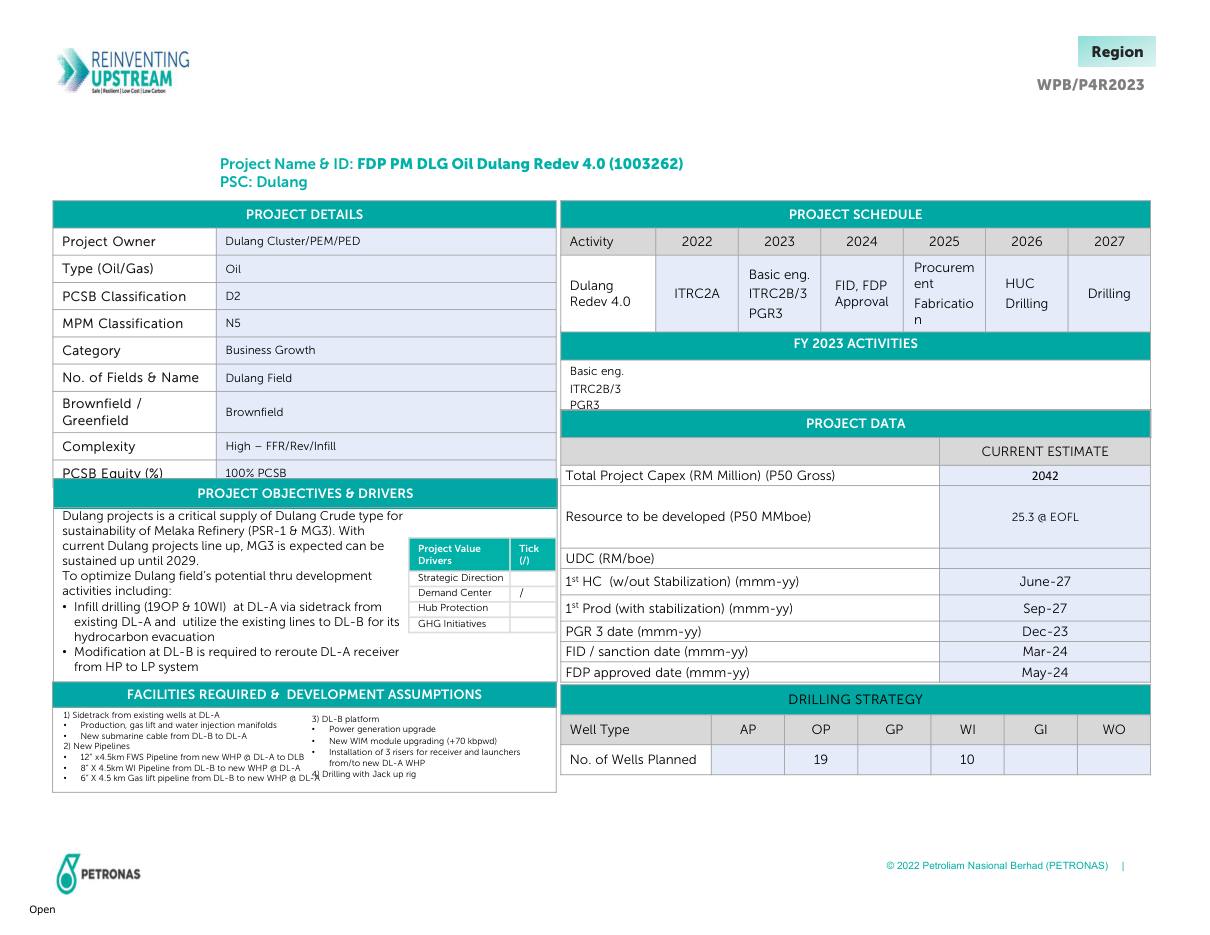 REINVENTING
UPSTREAM
Safe | Resilient | Low Cost | Low Carbon
Region
WPB/P4R2023
Project Name & ID: FDP PM DLG Oil Dulang Redev 4.0 (1003262)
PSC: Dulang
PROJECT DETAILS
Project Owner Dulang Cluster/PEM/PED
Type (Oil/Gas) Oil
PCSB Classification D2
MPM Classification N5
Category Business Growth
No. of Fields & Name Dulang Field
Brownfield /
Greenfield
Brownfield
Complexity High – FFR/Rev/Infill
PCSB Equity (%) 100% PCSB
PROJECT OBJECTIVES & DRIVERS
Dulang projects is a critical supply of Dulang Crude type for
sustainability of Melaka Refinery (PSR-1 & MG3). With
current Dulang projects line up, MG3 is expected can be
sustained up until 2029.
To optimize Dulang field's potential thru development
activities including:
• Infill drilling (19OP & 10WI)  at DL-A via sidetrack from
existing DL-A and  utilize the existing lines to DL-B for its
hydrocarbon evacuation
• Modification at DL-B is required to reroute DL-A receiver
from HP to LP system
Project Value
Drivers
Tick
(/)
Strategic Direction
Demand Center /
Hub Protection
GHG Initiatives
FACILITIES REQUIRED &  DEVELOPMENT ASSUMPTIONS
1) Sidetrack from existing wells at DL-A
• Production, gas lift and water injection manifolds
• New submarine cable from DL-B to DL-A
2) New Pipelines
• 12" x4.5km FWS Pipeline from new WHP @ DL-A to DLB
• 8" X 4.5km WI Pipeline from DL-B to new WHP @ DL-A
• 6" X 4.5 km Gas lift pipeline from DL-B to new WHP @ DL-A
3) DL-B platform
• Power generation upgrade
• New WIM module upgrading (+70 kbpwd)
• Installation of 3 risers for receiver and launchers
from/to new DL-A WHP
4) Drilling with Jack up rig
PROJECT SCHEDULE
Activity 2022 2023 2024 2025 2026 2027
Dulang
Redev 4.0
ITRC2A
Basic eng.
ITRC2B/3
PGR3
FID, FDP
Approval
Procurem
ent
Fabricatio
n
HUC
Drilling
Drilling
FY 2023 ACTIVITIES
Basic eng.
ITRC2B/3
PGR3
PROJECT DATA
CURRENT ESTIMATE
Total Project Capex (RM Million) (P50 Gross) 2042
Resource to be developed (P50 MMboe) 25.3 @ EOFL
UDC (RM/boe)
1st HC  (w/out Stabilization) (mmm-yy) June-27
1st Prod (with stabilization) (mmm-yy) Sep-27
PGR 3 date (mmm-yy) Dec-23
FID / sanction date (mmm-yy) Mar-24
FDP approved date (mmm-yy) May-24
DRILLING STRATEGY
Well Type AP OP GP WI GI WO
No. of Wells Planned 19 10
PETRONAS
© 2022 Petroliam Nasional Berhad (PETRONAS) |
Open